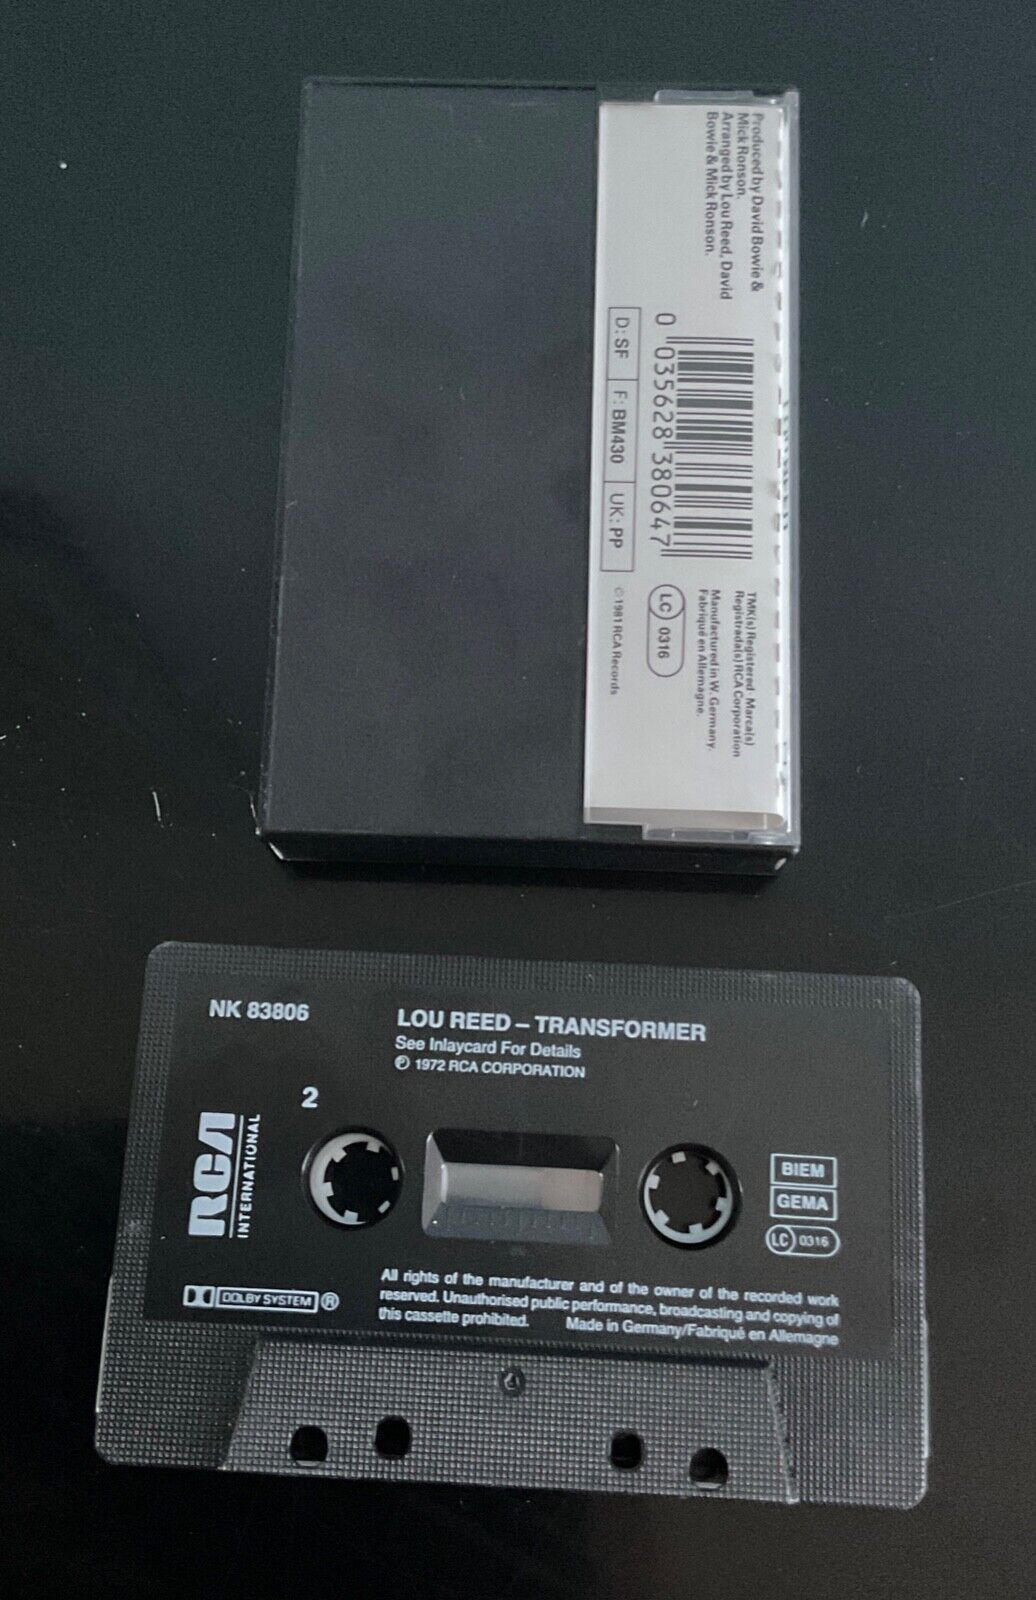 Produced by David Bowie &
Mick Ronson.
Arranged by Lou Reed, David
Bowie & Mick Ronson.
0 035628 380647
D: SF F: BM430 UK: PP
TMK(s) Registered · Marca(s)
Registrada(s) RCA Corporation
Manufactured in W. Germany.
Fabriqué en Allemagne.
LC 0316
© 1981 RCA Records
NK 83806
LOU REED – TRANSFORMER
See Inlaycard For Details
℗ 1972 RCA CORPORATION
2
RCA
INTERNATIONAL
BIEM
GEMA
LC 0316
DOLBY SYSTEM ®
All rights of the manufacturer and of the owner of the recorded work
reserved. Unauthorised public performance, broadcasting and copying of
this cassette prohibited. Made in Germany/Fabriqué en Allemagne